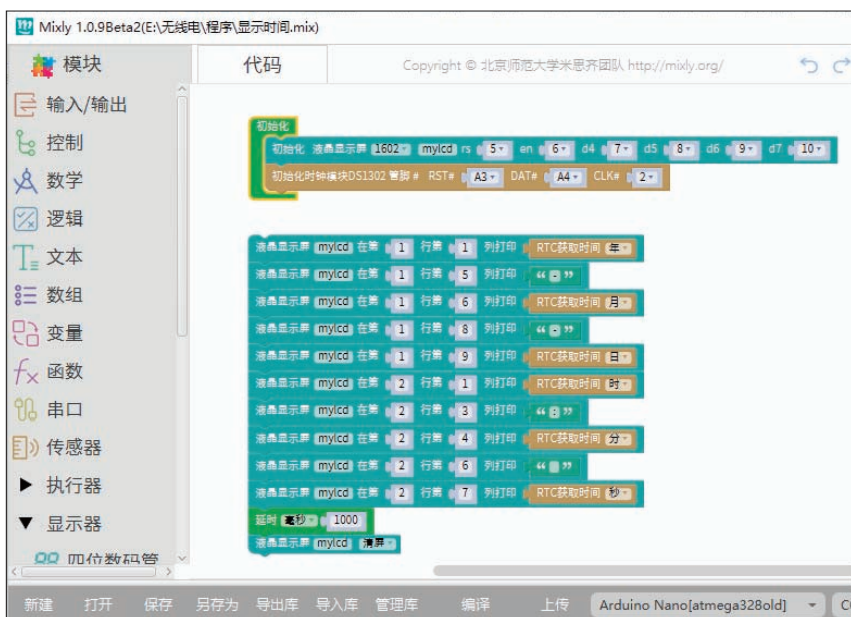 Mixly 1.0.9Beta2(E:\无线电\程序\显示时间.mix)
模块
代码
Copyright © 北京师范大学米思齐团队 http://mixly.org/
输入/输出
控制
数学
逻辑
文本
数组
变量
函数
串口
传感器
执行器
显示器
四位数码管
初始化
初始化 液晶显示屏 1602 mylcd rs 5 en 6 d4 7 d5 8 d6 9 d7 10
初始化时钟模块DS1302 管脚 # RST# A3 DAT# A4 CLK# 2
液晶显示屏 mylcd 在第 1 行第 1 列打印 RTC获取时间 年
液晶显示屏 mylcd 在第 1 行第 5 列打印 “ - ”
液晶显示屏 mylcd 在第 1 行第 6 列打印 RTC获取时间 月
液晶显示屏 mylcd 在第 1 行第 8 列打印 “ - ”
液晶显示屏 mylcd 在第 1 行第 9 列打印 RTC获取时间 日
液晶显示屏 mylcd 在第 2 行第 1 列打印 RTC获取时间 时
液晶显示屏 mylcd 在第 2 行第 3 列打印 “ : ”
液晶显示屏 mylcd 在第 2 行第 4 列打印 RTC获取时间 分
液晶显示屏 mylcd 在第 2 行第 6 列打印 “ ”
液晶显示屏 mylcd 在第 2 行第 7 列打印 RTC获取时间 秒
延时 毫秒 1000
液晶显示屏 mylcd 清屏
新建 打开 保存 另存为 导出库 导入库 管理库 编译 上传 Arduino Nano[atmega328old]